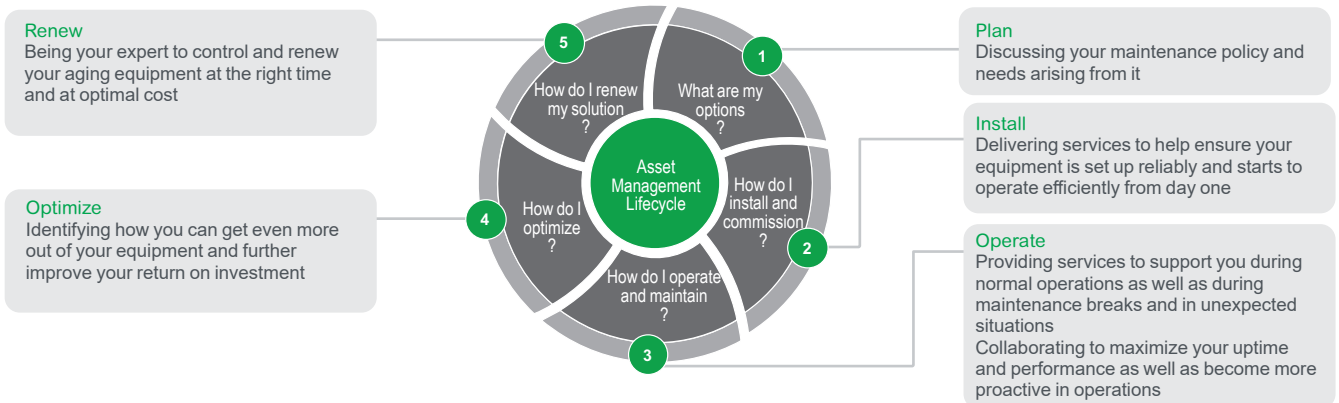 Renew
Being your expert to control and renew
your aging equipment at the right time
and at optimal cost
Optimize
Identifying how you can get even more
out of your equipment and further
improve your return on investment
5
How do I renew
my solution
?
1
What are my
options
?
Asset
Management
Lifecycle
How do I
install and
commission
?
2
4
How do I
optimize
?
How do I operate
and maintain
?
3
Plan
Discussing your maintenance policy and
needs arising from it
Install
Delivering services to help ensure your
equipment is set up reliably and starts to
operate efficiently from day one
Operate
Providing services to support you during
normal operations as well as during
maintenance breaks and in unexpected
situations
Collaborating to maximize your uptime
and performance as well as become more
proactive in operations